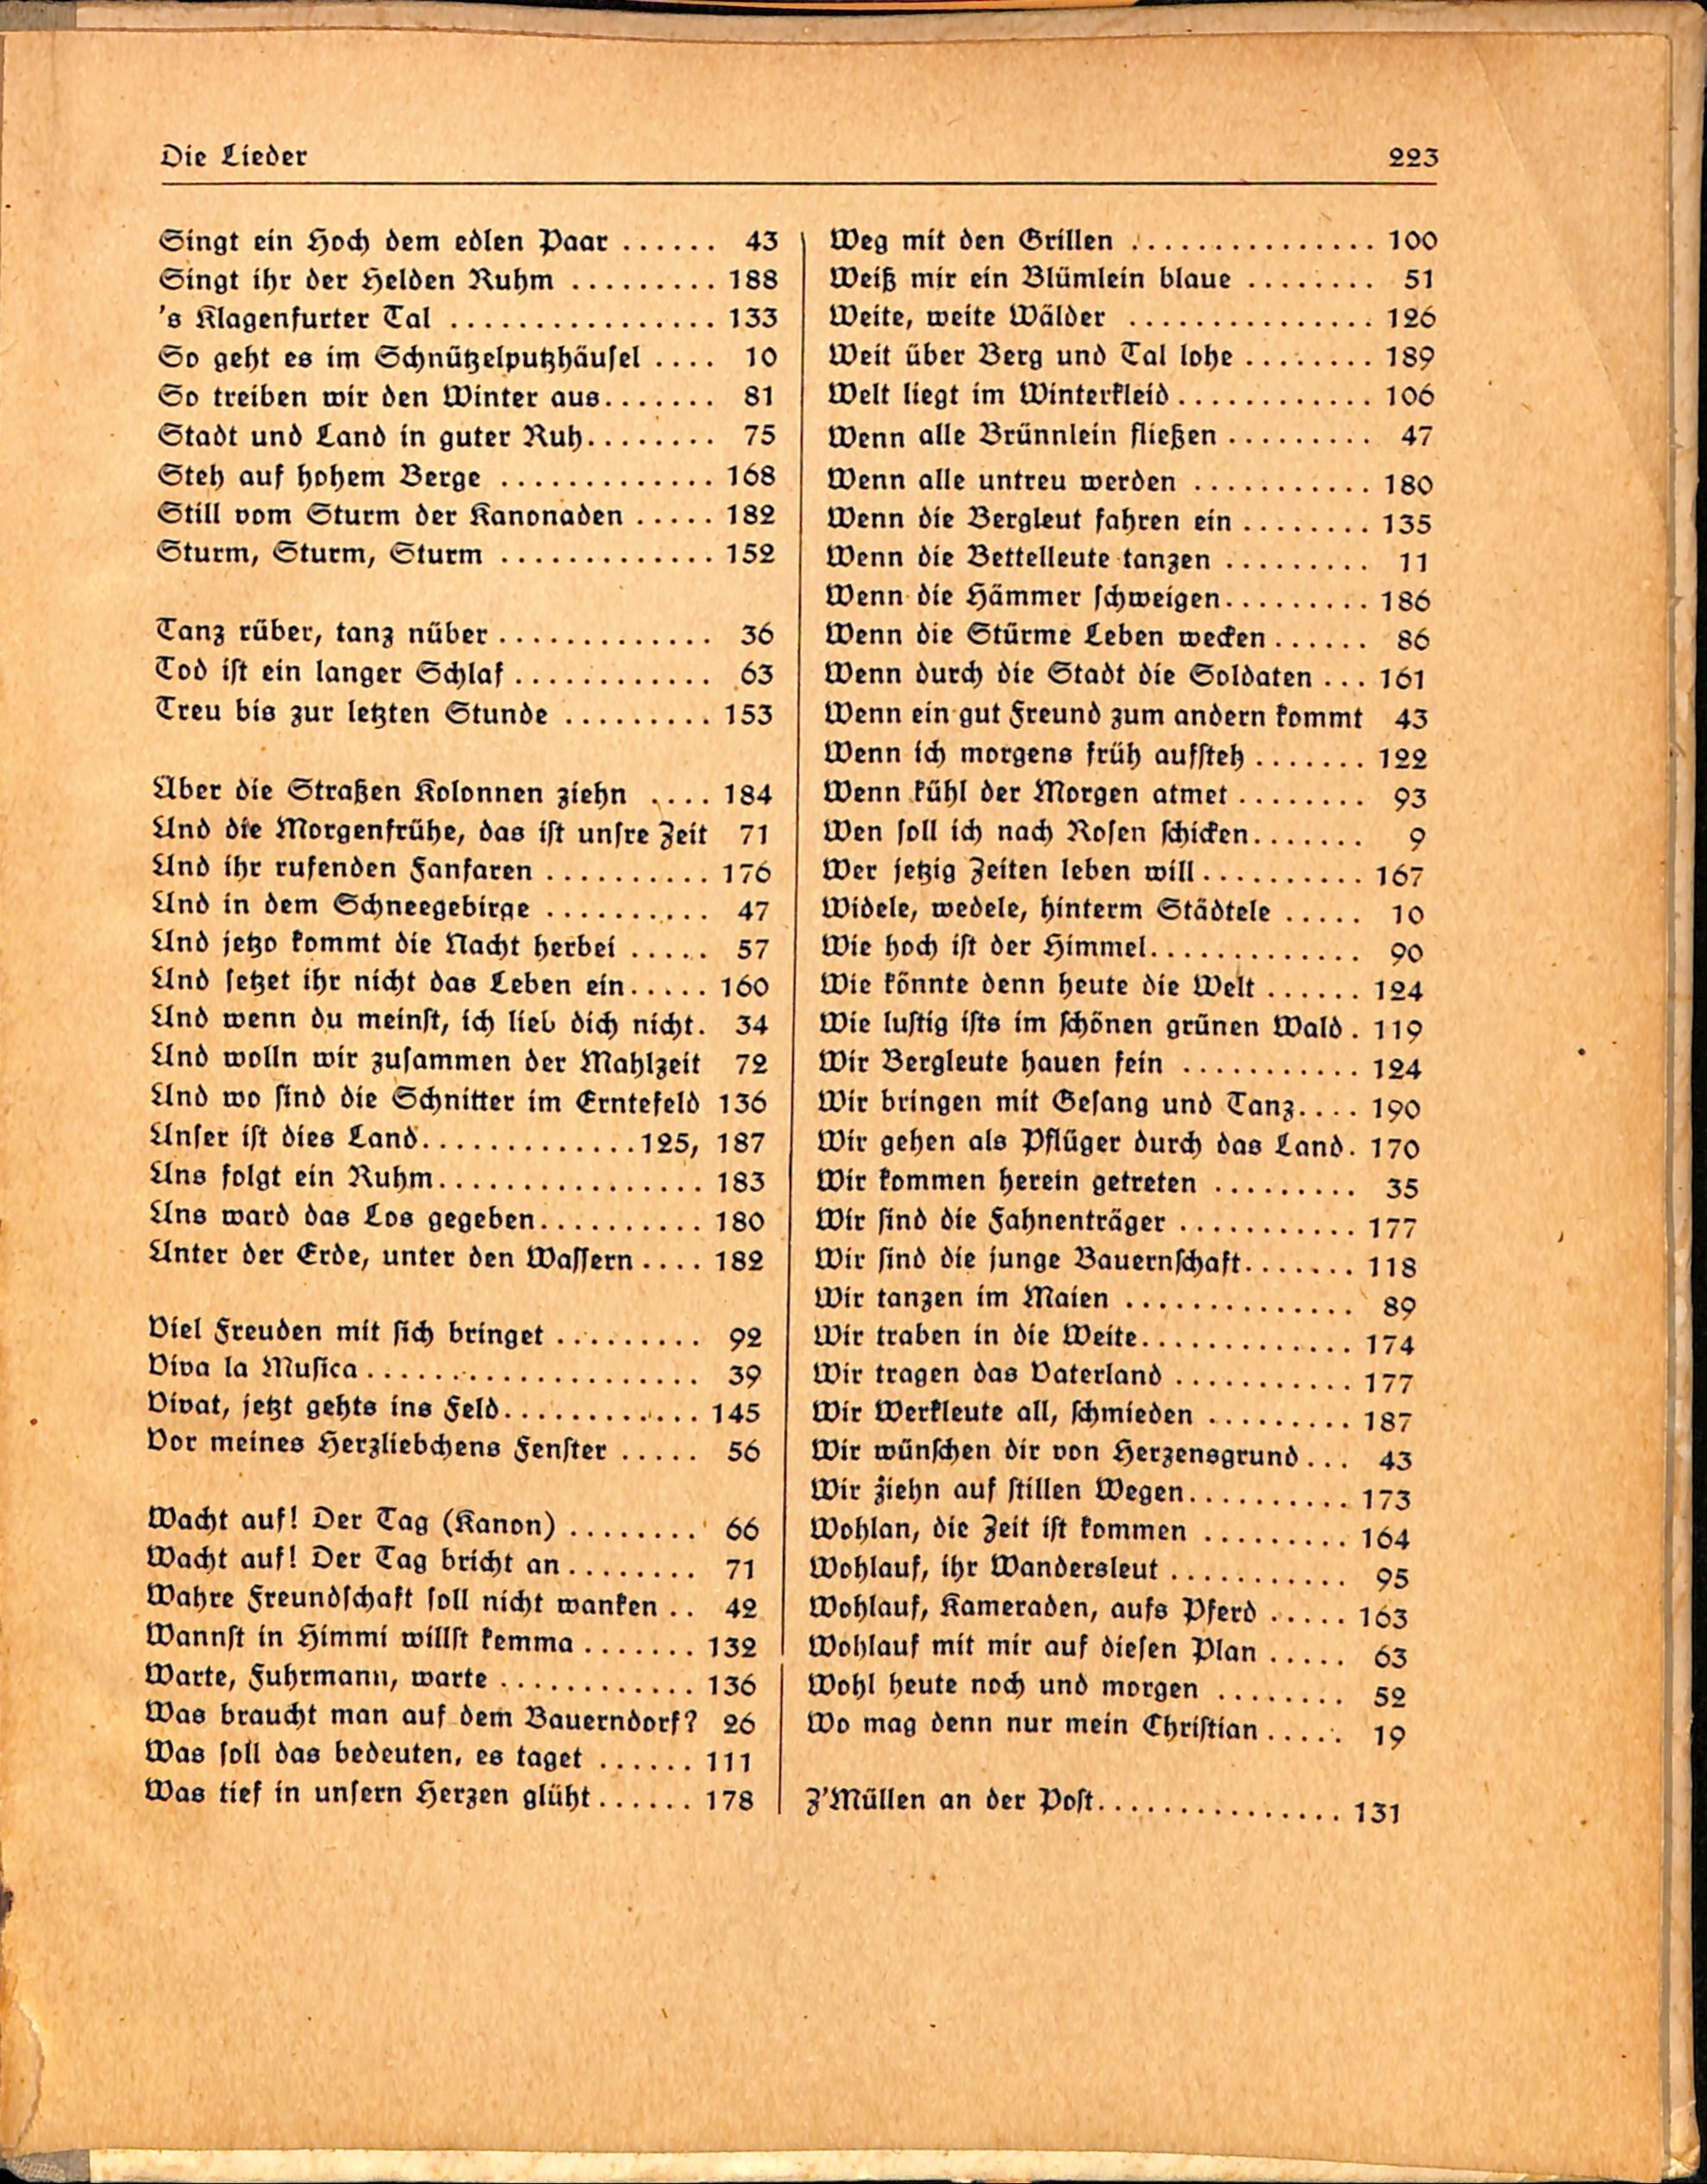 Die Lieder 223
Singt ein Hoch dem edlen Paar ...... 43
Singt ihr der Helden Ruhm ......... 188
's Klagenfurter Tal ................ 133
So geht es im Schnützelputzhäusel .... 10
So treiben wir den Winter aus....... 81
Stadt und Land in guter Ruh........ 75
Steh auf hohem Berge ............. 168
Still vom Sturm der Kanonaden ..... 182
Sturm, Sturm, Sturm ............. 152
Tanz rüber, tanz nüber ............. 36
Tod ist ein langer Schlaf ............ 63
Treu bis zur letzten Stunde ......... 153
Über die Straßen Kolonnen ziehn .... 184
Und die Morgenfrühe, das ist unsre Zeit 71
Und ihr rufenden Fanfaren .......... 176
Und in dem Schneegebirge .......... 47
Und jetzo kommt die Nacht herbei ..... 57
Und setzet ihr nicht das Leben ein..... 160
Und wenn du meinst, ich lieb dich nicht. 34
Und wolln wir zusammen der Mahlzeit 72
Und wo sind die Schnitter im Erntefeld 136
Unser ist dies Land.............125, 187
Uns folgt ein Ruhm................ 183
Uns ward das Los gegeben.......... 180
Unter der Erde, unter den Wassern .... 182
Viel Freuden mit sich bringet ......... 92
Viva la Musica .................... 39
Vivat, jetzt gehts ins Feld............ 145
Vor meines Herzliebchens Fenster ..... 56
Wacht auf! Der Tag (Kanon) ........ 66
Wacht auf! Der Tag bricht an ........ 71
Wahre Freundschaft soll nicht wanken .. 42
Wannst in Himmi willst kemma ....... 132
Warte, Fuhrmann, warte ............ 136
Was braucht man auf dem Bauerndorf? 26
Was soll das bedeuten, es taget ...... 111
Was tief in unsern Herzen glüht ...... 178
Weg mit den Grillen ............... 100
Weiß mir ein Blümlein blaue ........ 51
Weite, weite Wälder ............... 126
Weit über Berg und Tal lohe ........ 189
Welt liegt im Winterkleid............ 106
Wenn alle Brünnlein fließen ......... 47
Wenn alle untreu werden ........... 180
Wenn die Bergleut fahren ein ........ 135
Wenn die Bettelleute tanzen ......... 11
Wenn die Hämmer schweigen......... 186
Wenn die Stürme Leben wecken ...... 86
Wenn durch die Stadt die Soldaten ... 161
Wenn ein gut Freund zum andern kommt 43
Wenn ich morgens früh aufsteh ....... 122
Wenn kühl der Morgen atmet ........ 93
Wen soll ich nach Rosen schicken....... 9
Wer jetzig Zeiten leben will.......... 167
Widele, wedele, hinterm Städtele ..... 10
Wie hoch ist der Himmel............. 90
Wie könnte denn heute die Welt ...... 124
Wie lustig ists im schönen grünen Wald . 119
Wir Bergleute hauen fein ........... 124
Wir bringen mit Gesang und Tanz.... 190
Wir gehen als Pflüger durch das Land. 170
Wir kommen herein getreten ......... 35
Wir sind die Fahnenträger ........... 177
Wir sind die junge Bauernschaft....... 118
Wir tanzen im Maien .............. 89
Wir traben in die Weite............. 174
Wir tragen das Vaterland ........... 177
Wir Werkleute all, schmieden ......... 187
Wir wünschen dir von Herzensgrund ... 43
Wir ziehn auf stillen Wegen.......... 173
Wohlan, die Zeit ist kommen ......... 164
Wohlauf, ihr Wandersleut ........... 95
Wohlauf, Kameraden, aufs Pferd ..... 163
Wohlauf mit mir auf diesen Plan ..... 63
Wohl heute noch und morgen ........ 52
Wo mag denn nur mein Christian ..... 19
Z'Müllen an der Post............... 131